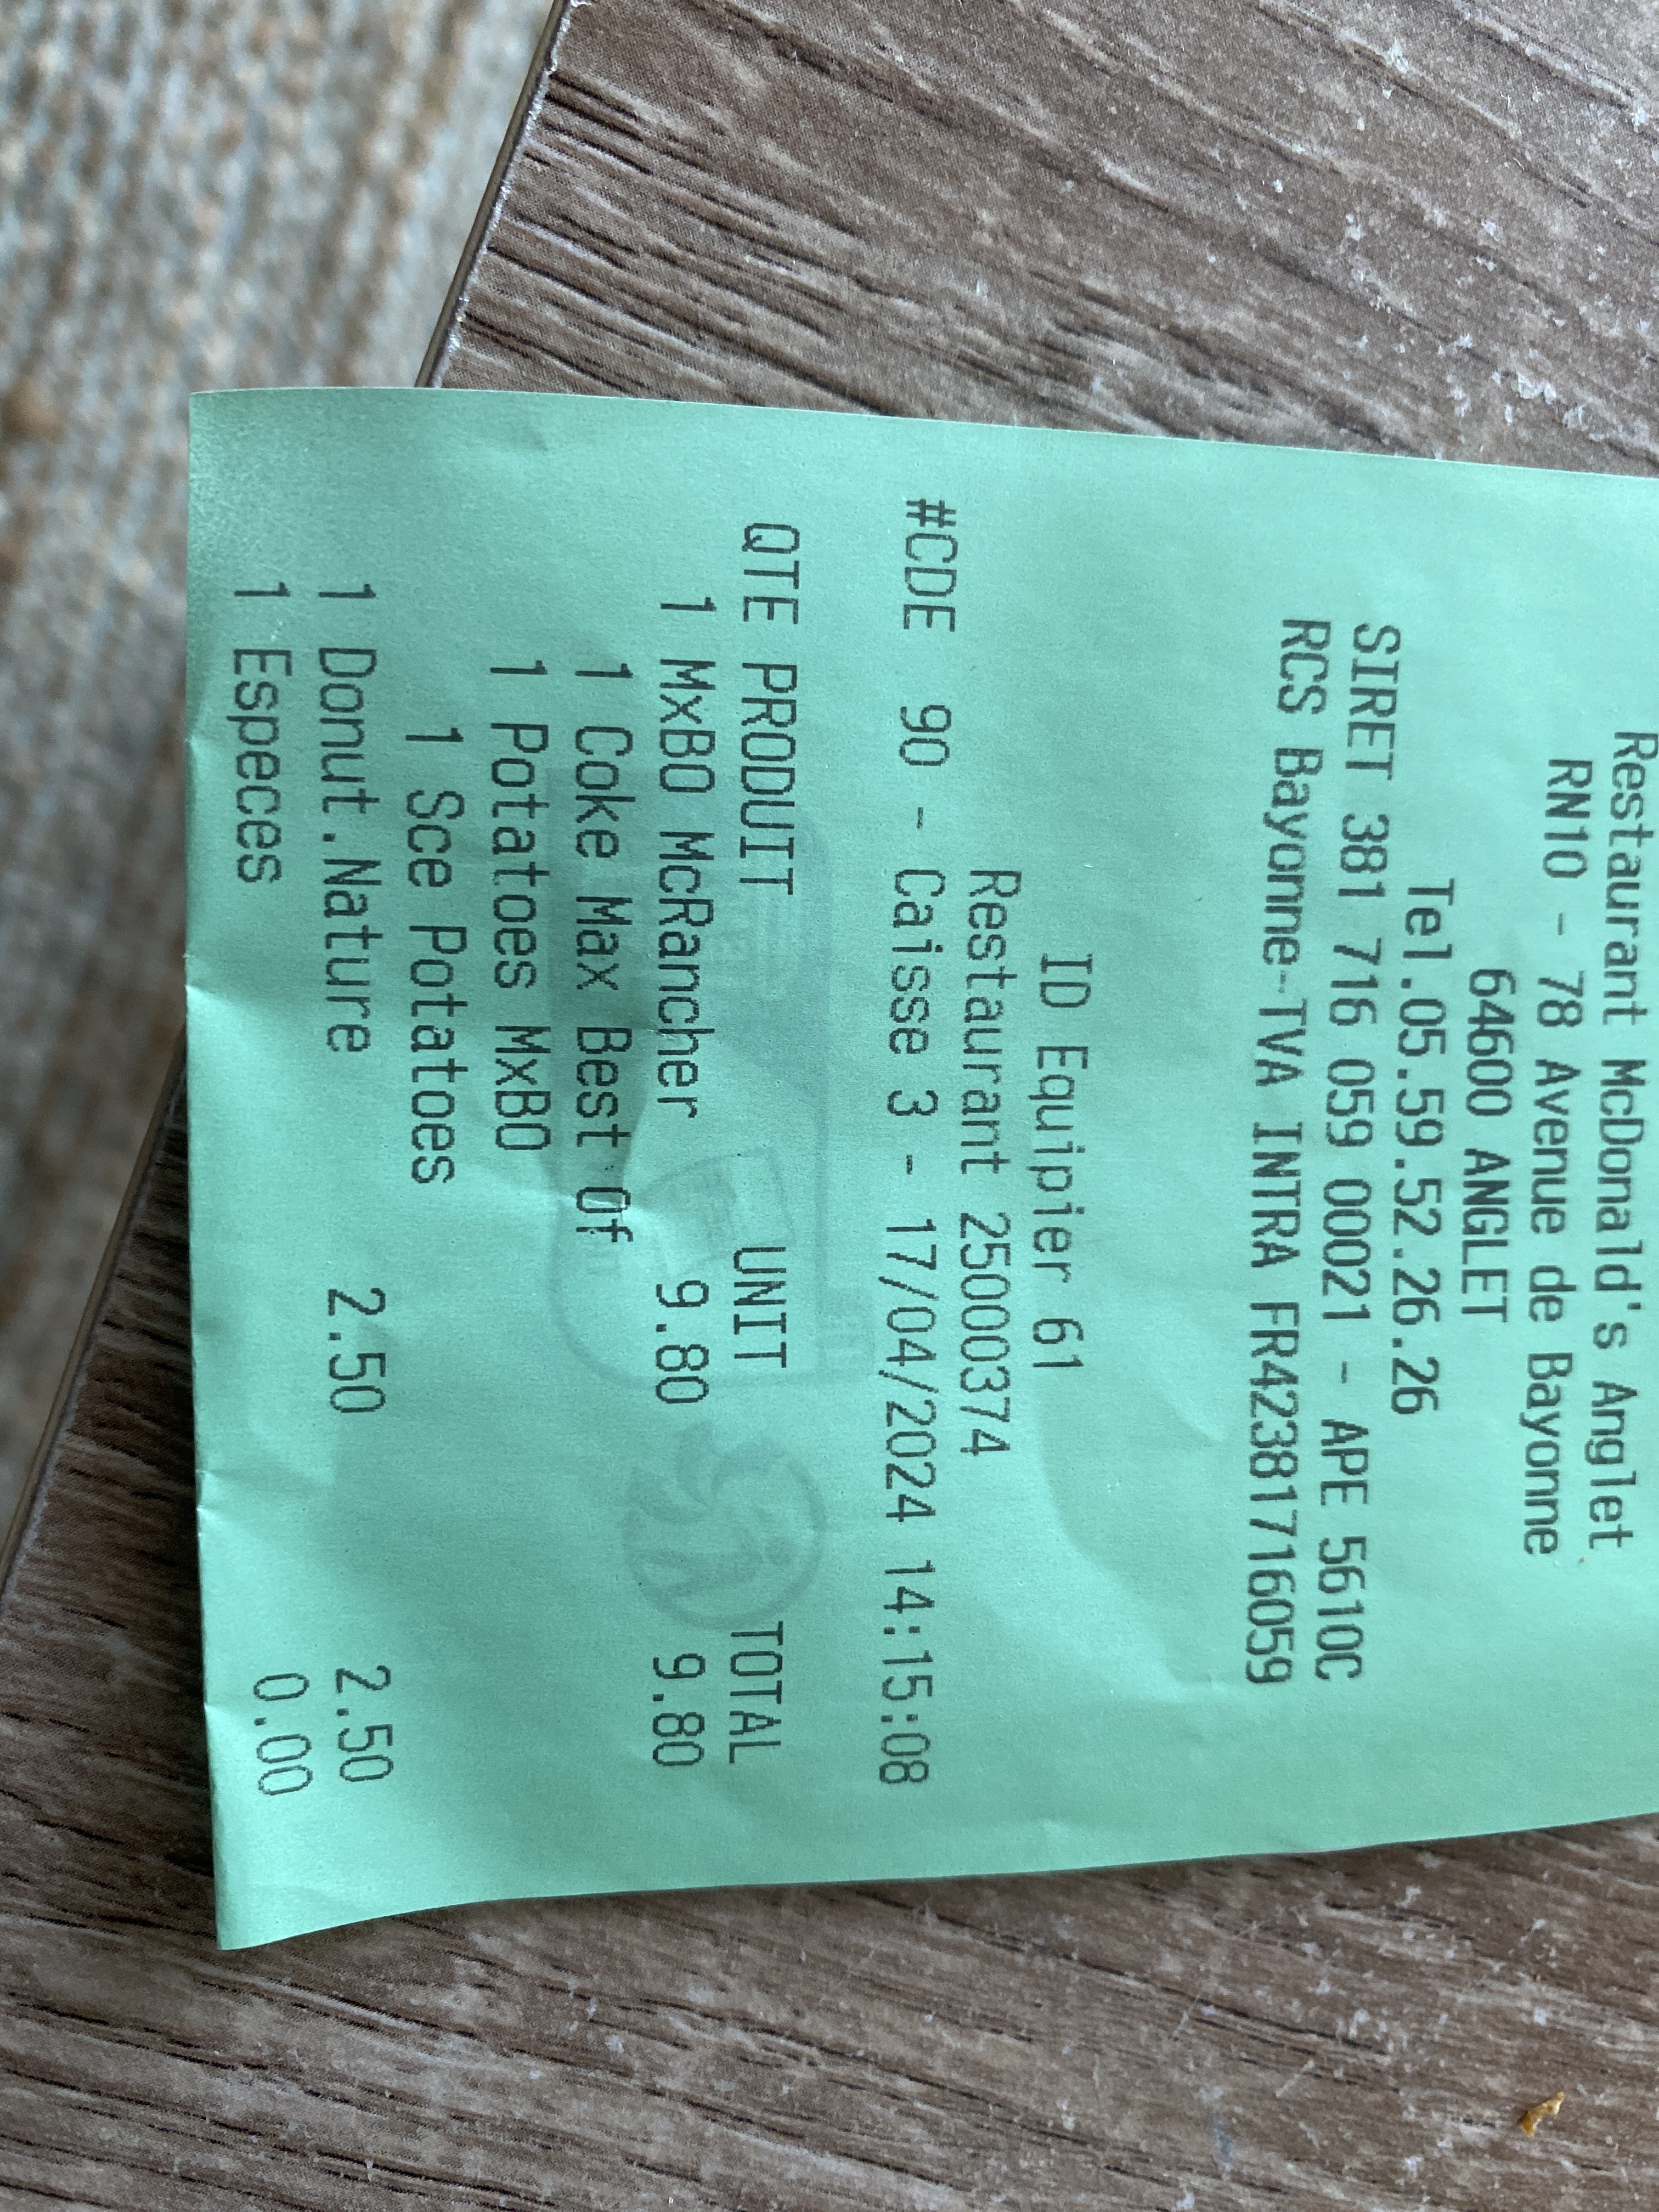 Restaurant McDonald's Anglet
RN10 - 78 Avenue de Bayonne
64600 ANGLET
Tel.05.59.52.26.26
SIRET 381 716 059 00021 - APE 5610C
RCS Bayonne-TVA INTRA FR42381716059
ID Equipier 61
Restaurant 25000374
#CDE 90 - Caisse 3 - 17/04/2024 14:15:08
QTE PRODUIT UNIT TOTAL
1 MxBO McRancher 9.80 9.80
1 Coke Max Best Of
1 Potatoes MxBO
1 Sce Potatoes
1 Donut.Nature 2.50 2.50
1 Especes 0.00